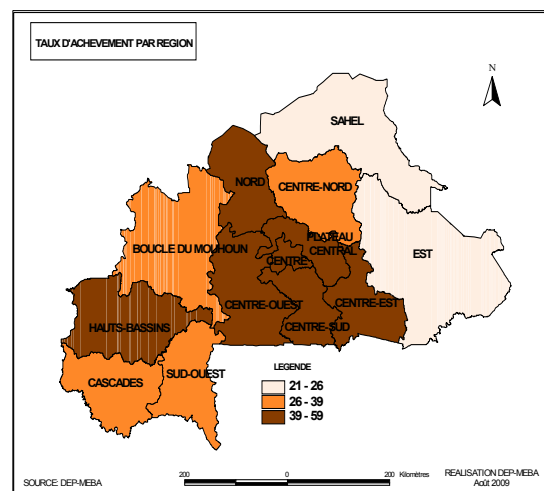 TAUX D'ACHEVEMENT PAR REGION
N
SAHEL
NORD
CENTRE-NORD
PLATEAU
CENTRAL
BOUCLE DU MOUHOUN
CENTRE
EST
CENTRE-OUEST
CENTRE-EST
HAUTS-BASSINS
CENTRE-SUD
CASCADES
SUD-OUEST
LEGENDE
21 - 26
26 - 39
39 - 59
200 0 200 Kilomètres
SOURCE: DEP-MEBA
REALISATION DEP-MEBA
Août 2009